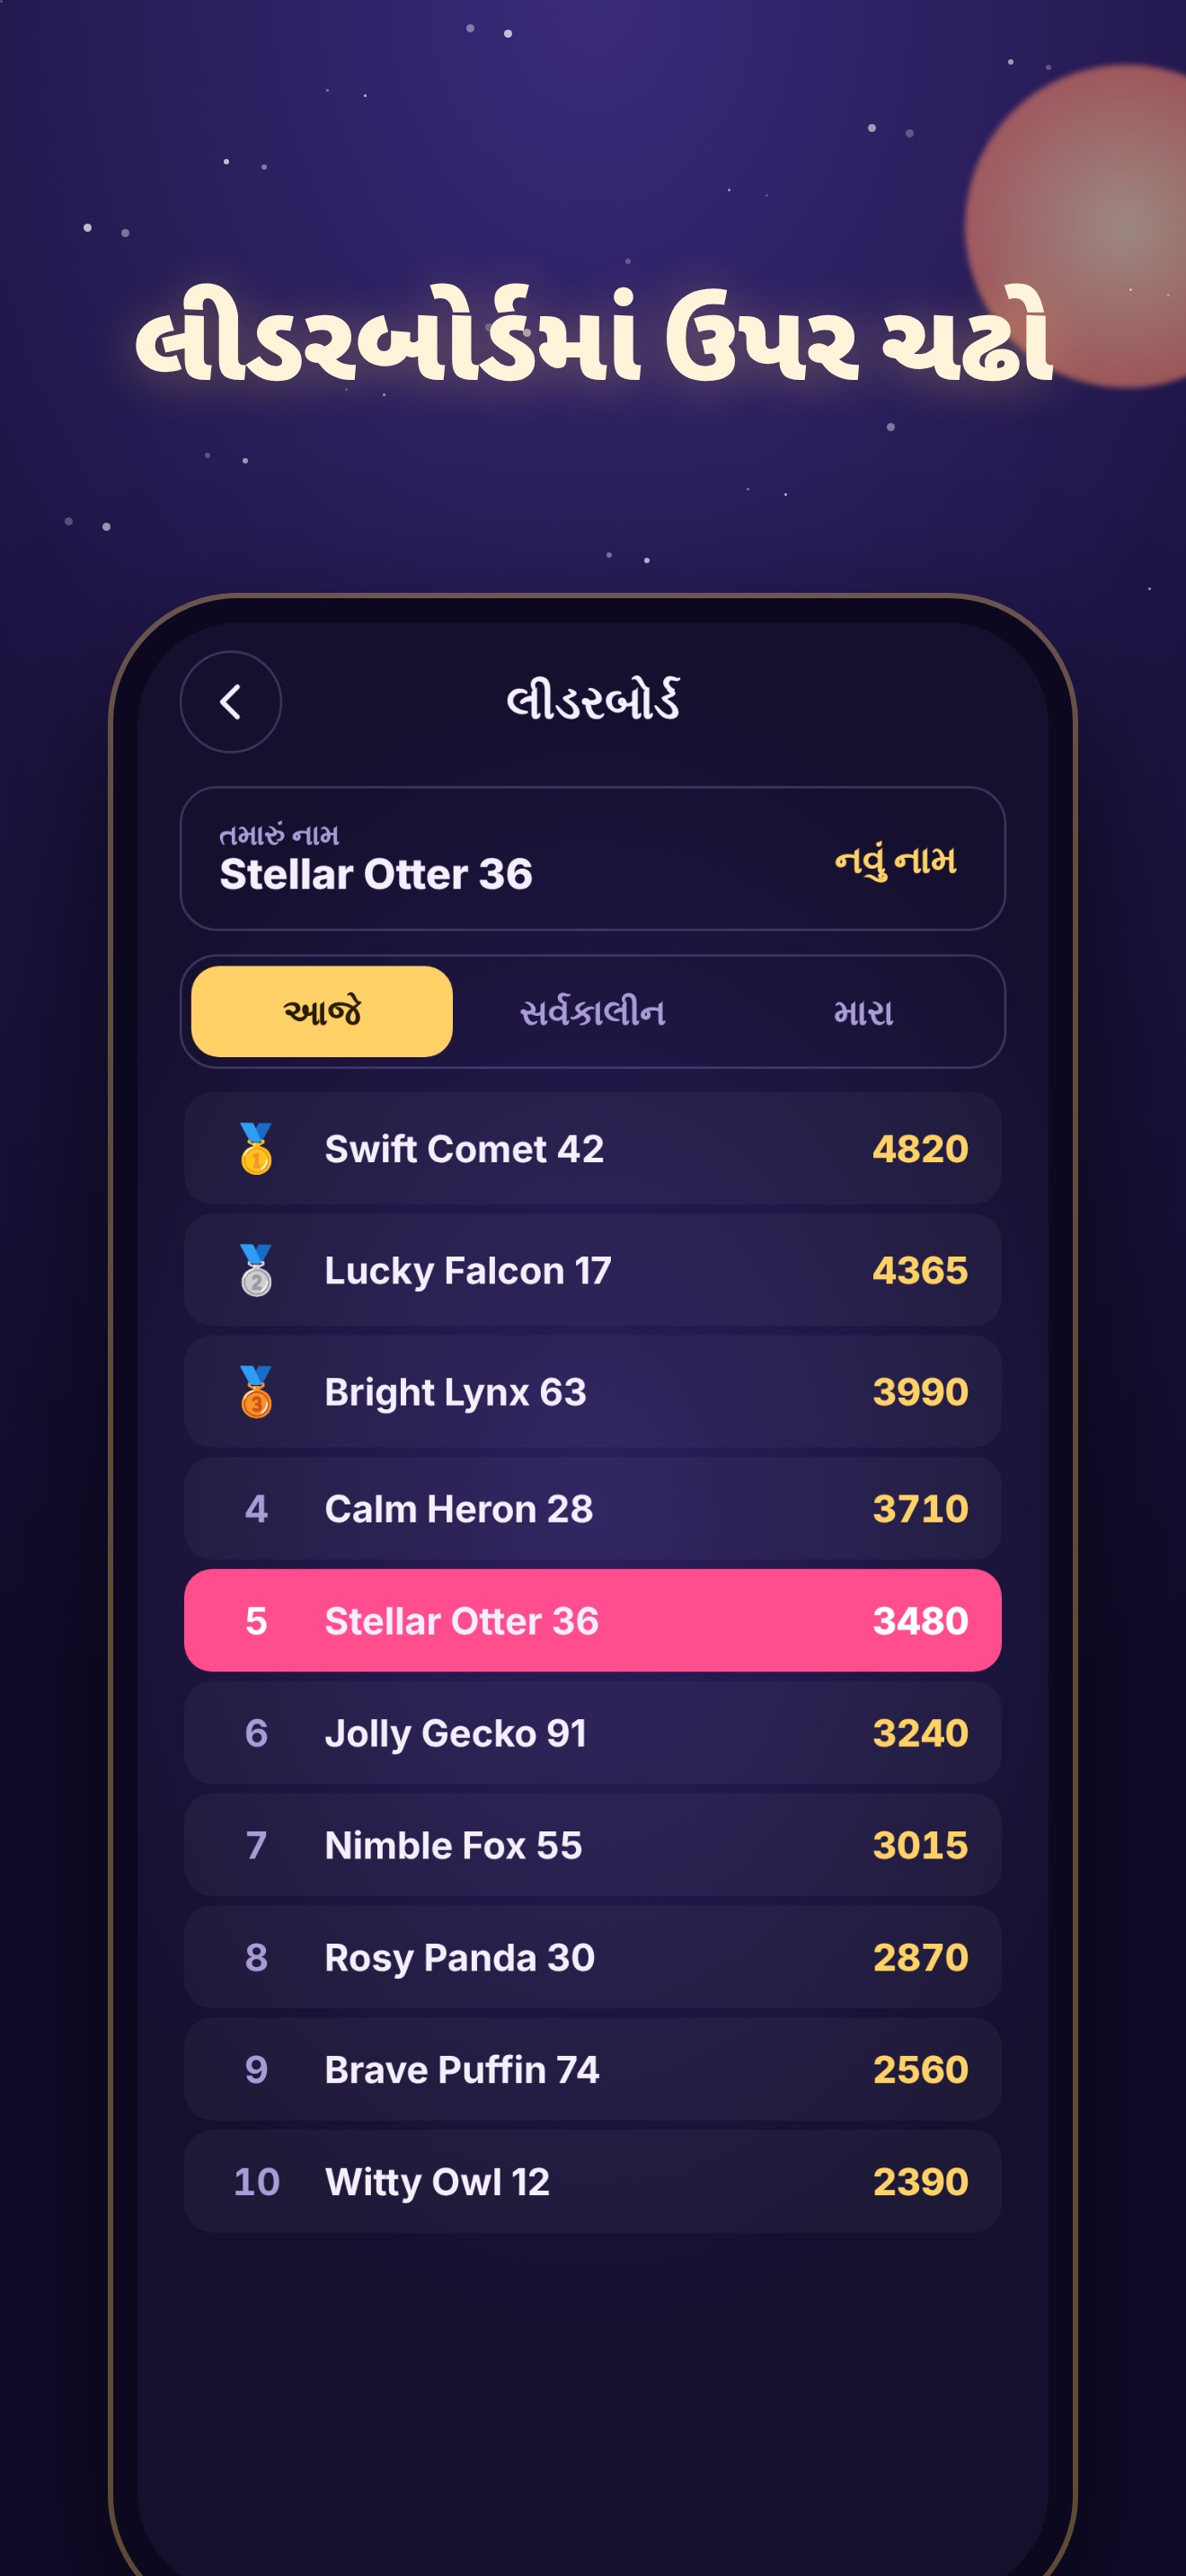 લીડરબોર્ડમાં ઉપર ચઢો
લીડરબોર્ડ
તમારું નામ
Stellar Otter 36
નવું નામ
આજે સર્વકાલીન મારા
1 Swift Comet 42 4820
2 Lucky Falcon 17 4365
3 Bright Lynx 63 3990
4 Calm Heron 28 3710
5 Stellar Otter 36 3480
6 Jolly Gecko 91 3240
7 Nimble Fox 55 3015
8 Rosy Panda 30 2870
9 Brave Puffin 74 2560
10 Witty Owl 12 2390